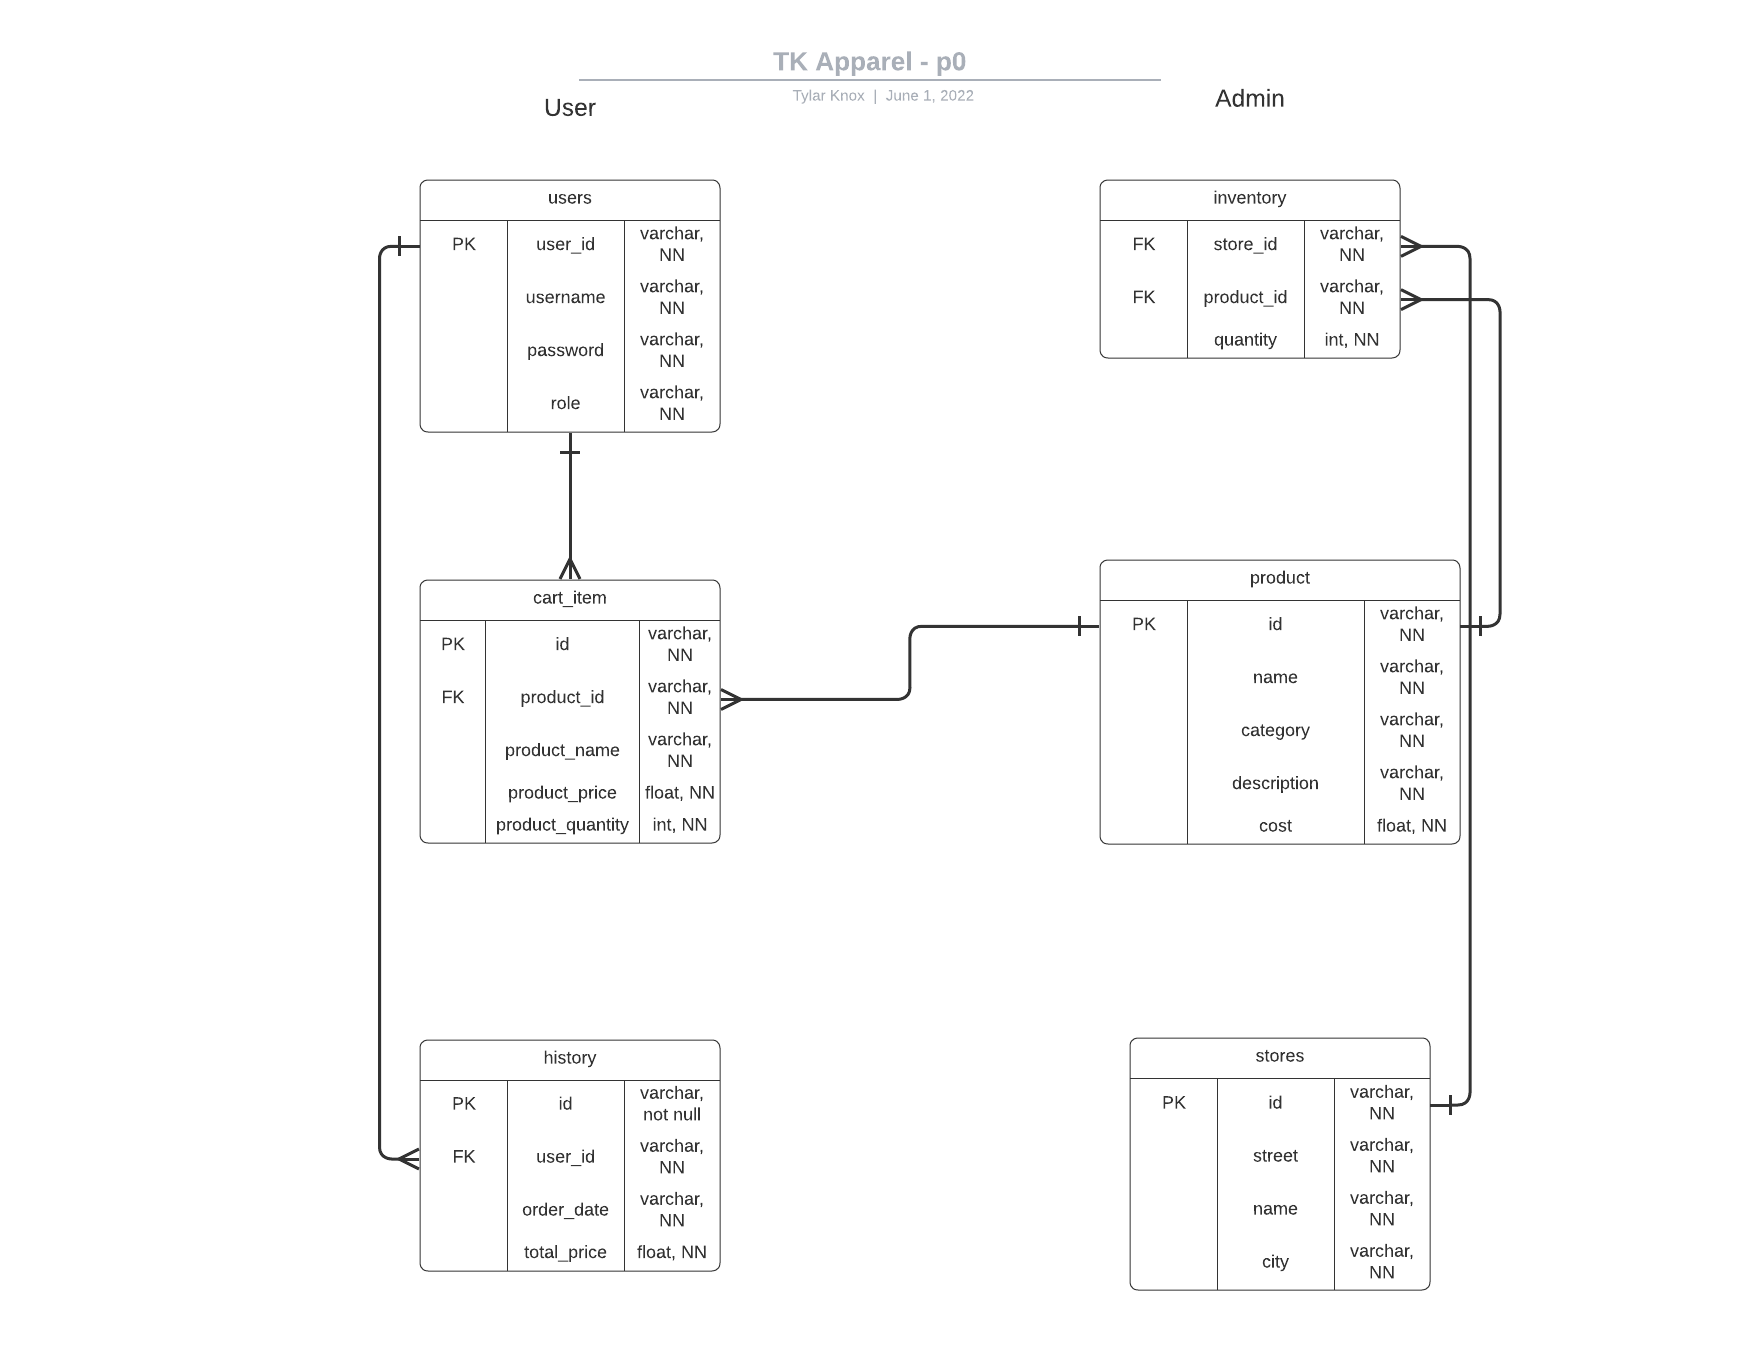 TK Apparel - p0
Tylar Knox | June 1, 2022
User
Admin
users
PK user_id varchar,
NN
username varchar,
NN
password varchar,
NN
role varchar,
NN
inventory
FK store_id varchar,
NN
FK product_id varchar,
NN
quantity int, NN
cart_item
PK id varchar,
NN
FK product_id varchar,
NN
product_name varchar,
NN
product_price float, NN
product_quantity int, NN
product
PK id varchar,
NN
name varchar,
NN
category varchar,
NN
description varchar,
NN
cost float, NN
history
PK id varchar,
not null
FK user_id varchar,
NN
order_date varchar,
NN
total_price float, NN
stores
PK id varchar,
NN
street varchar,
NN
name varchar,
NN
city varchar,
NN